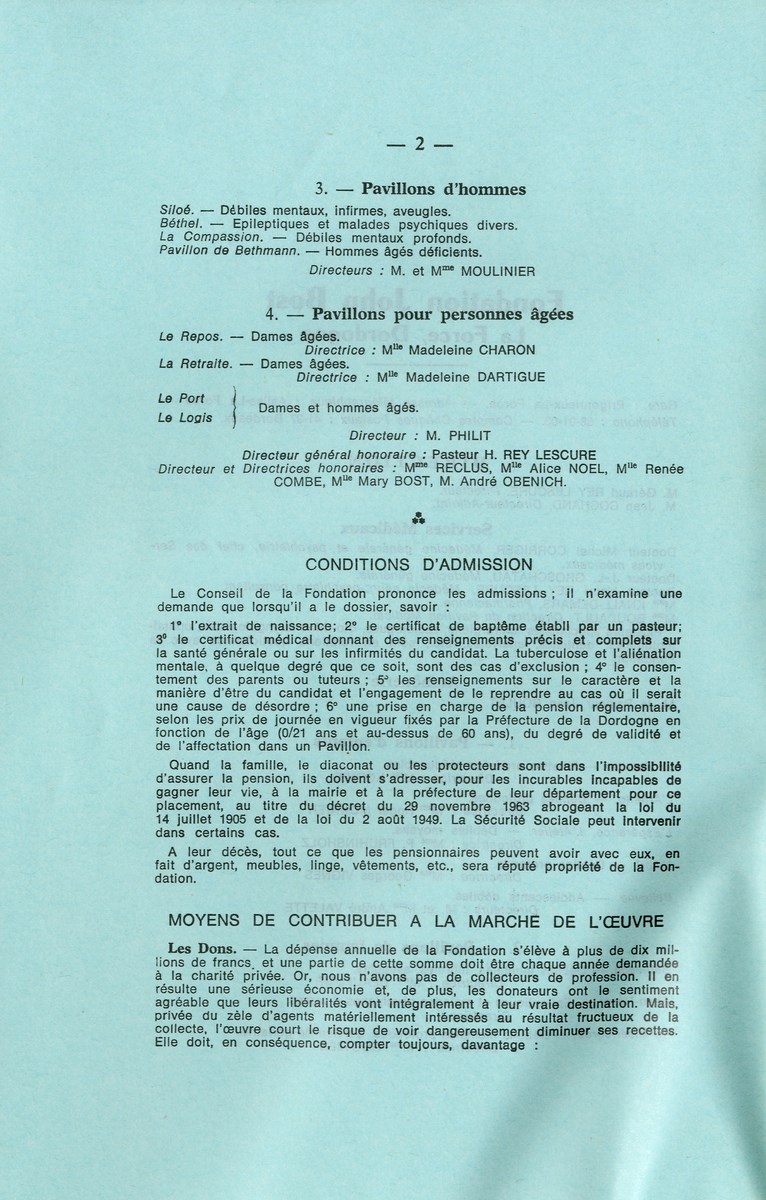 — 2 —
3. — Pavillons d'hommes
Siloé. — Débiles mentaux, infirmes, aveugles.
Béthel. — Epileptiques et malades psychiques divers.
La Compassion. — Débiles mentaux profonds.
Pavillon de Bethmann. — Hommes âgés déficients.
Directeurs : M. et Mme MOULINIER
4. — Pavillons pour personnes âgées
Le Repos. — Dames âgées.
Directrice : Mlle Madeleine CHARON
La Retraite. — Dames âgées.
Directrice : Mlle Madeleine DARTIGUE
Le Port
Le Logis
Dames et hommes âgés.
Directeur : M. PHILIT
Directeur général honoraire : Pasteur H. REY LESCURE
Directeur et Directrices honoraires : Mme RECLUS, Mlle Alice NOEL, Mlle Renée
COMBE, Mlle Mary BOST, M. André OBENICH.
CONDITIONS D'ADMISSION
Le Conseil de la Fondation prononce les admissions ; il n'examine une
demande que lorsqu'il a le dossier, savoir :
1° l'extrait de naissance; 2° le certificat de baptême établi par un pasteur;
3° le certificat médical donnant des renseignements précis et complets sur
la santé générale ou sur les infirmités du candidat. La tuberculose et l'aliénation
mentale, à quelque degré que ce soit, sont des cas d'exclusion ; 4° le consen-
tement des parents ou tuteurs ; 5° les renseignements sur le caractère et la
manière d'être du candidat et l'engagement de le reprendre au cas où il serait
une cause de désordre ; 6° une prise en charge de la pension réglementaire,
selon les prix de journée en vigueur fixés par la Préfecture de la Dordogne en
fonction de l'âge (0/21 ans et au-dessus de 60 ans), du degré de validité et
de l'affectation dans un Pavillon.
Quand la famille, le diaconat ou les protecteurs sont dans l'impossibilité
d'assurer la pension, ils doivent s'adresser, pour les incurables incapables de
gagner leur vie, à la mairie et à la préfecture de leur département pour ce
placement, au titre du décret du 29 novembre 1963 abrogeant la loi du
14 juillet 1905 et de la loi du 2 août 1949. La Sécurité Sociale peut intervenir
dans certains cas.
A leur décès, tout ce que les pensionnaires peuvent avoir avec eux, en
fait d'argent, meubles, linge, vêtements, etc., sera réputé propriété de la Fon-
dation.
MOYENS DE CONTRIBUER A LA MARCHE DE L'ŒUVRE
Les Dons. — La dépense annuelle de la Fondation s'élève à plus de dix mil-
lions de francs, et une partie de cette somme doit être chaque année demandée
à la charité privée. Or, nous n'avons pas de collecteurs de profession. Il en
résulte une sérieuse économie et, de plus, les donateurs ont le sentiment
agréable que leurs libéralités vont intégralement à leur vraie destination. Mais,
privée du zèle d'agents matériellement intéressés au résultat fructueux de la
collecte, l'œuvre court le risque de voir dangereusement diminuer ses recettes.
Elle doit, en conséquence, compter toujours, davantage :